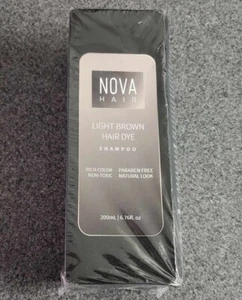 NOVA
HAIR
LIGHT BROWN
HAIR DYE
SHAMPOO
RICH COLOR PARABEN FREE
NON-TOXIC NATURAL LOOK
200mL | 6.76fl.oz